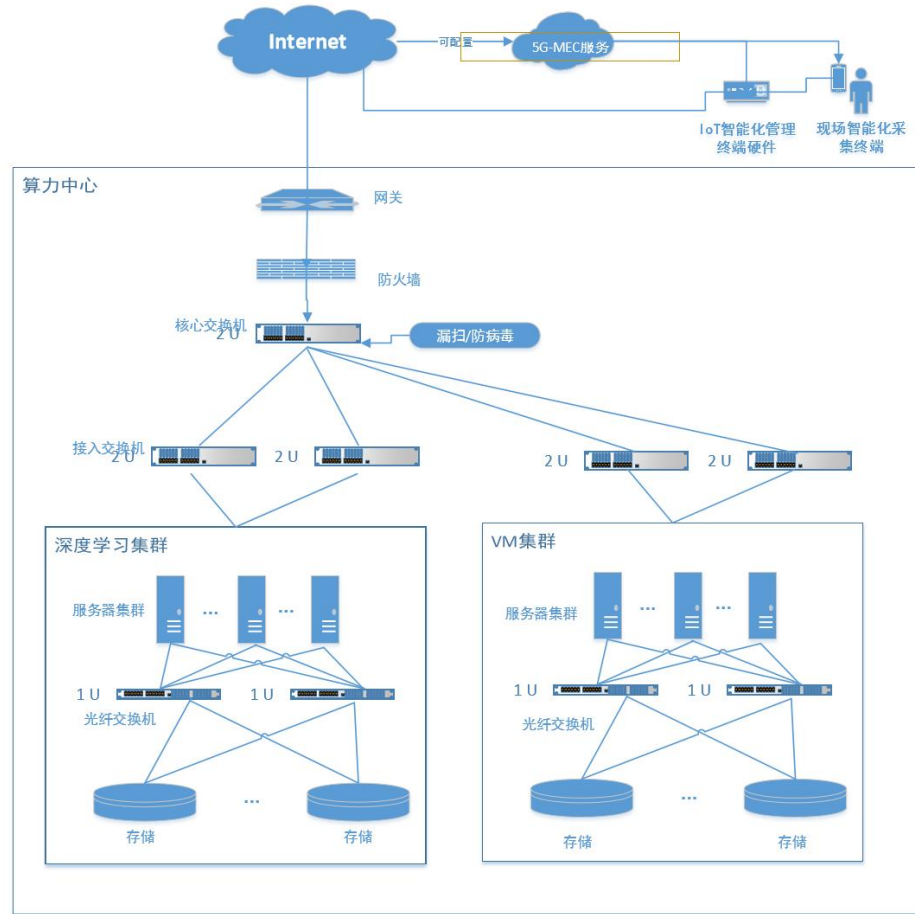 Internet
可配置
5G-MEC服务
IoT智能化管理
终端硬件
现场智能化采
集终端
算力中心
网关
防火墙
核心交换机
2 U
漏扫/防病毒
接入交换机
2 U
2 U
2 U
2 U
深度学习集群
服务器集群
...
...
1 U
1 U
光纤交换机
...
存储
存储
VM集群
服务器集群
...
...
1 U
1 U
光纤交换机
...
存储
存储